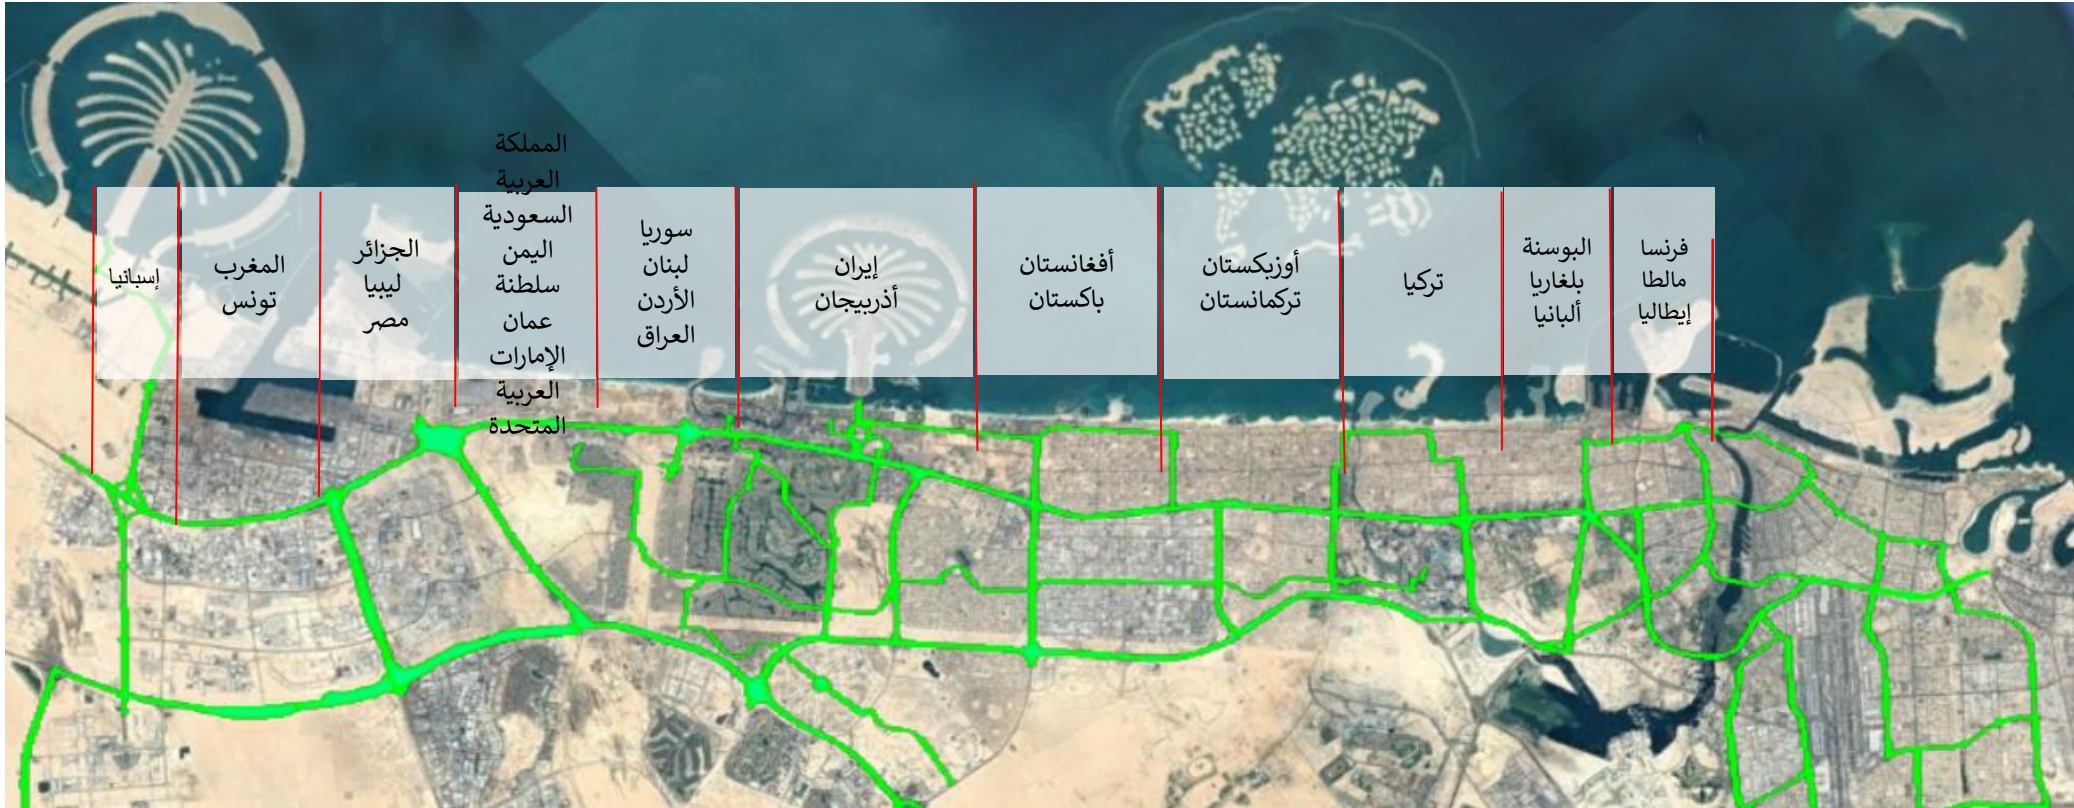 إسبانيا
المغرب
تونس
الجزائر
ليبيا
مصر
المملكة
العربية
السعودية
اليمن
سلطنة
عمان
الإمارات
العربية
المتحدة
سوريا
لبنان
الأردن
العراق
إيران
أذربيجان
أفغانستان
باكستان
أوزبكستان
تركمانستان
تركيا
البوسنة
بلغاريا
ألبانيا
فرنسا
مالطا
إيطاليا